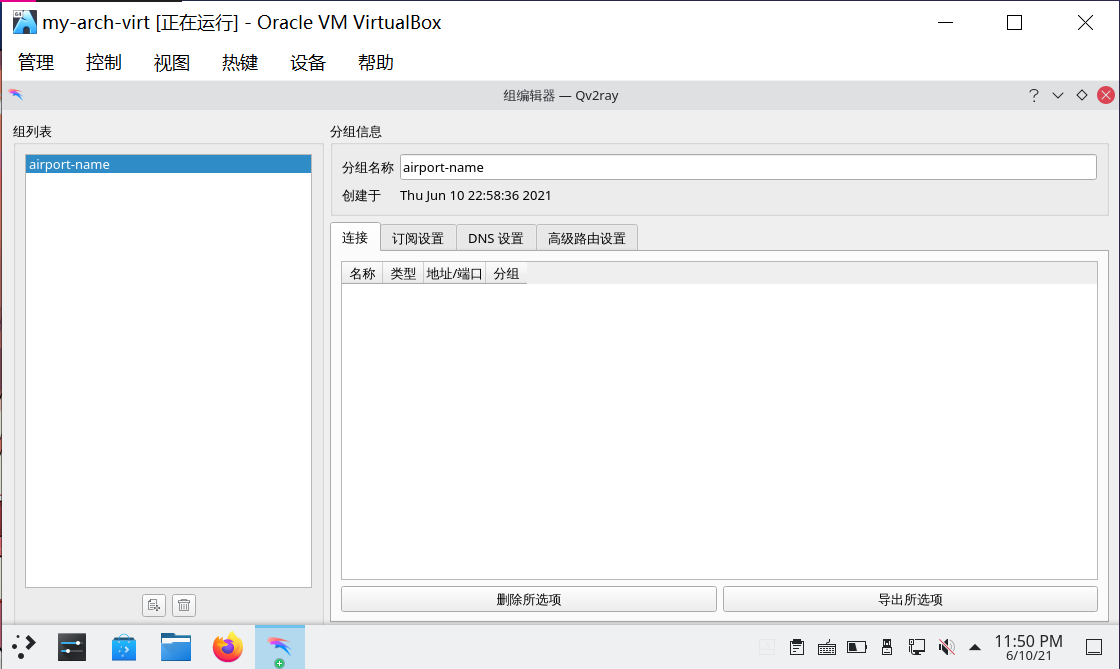 my-arch-virt [正在运行] - Oracle VM VirtualBox
管理 控制 视图 热键 设备 帮助
组编辑器 — Qv2ray
组列表
airport-name
分组信息
分组名称 airport-name
创建于 Thu Jun 10 22:58:36 2021
连接 订阅设置 DNS 设置 高级路由设置
名称 类型 地址/端口 分组
删除所选项 导出所选项
11:50 PM
6/10/21